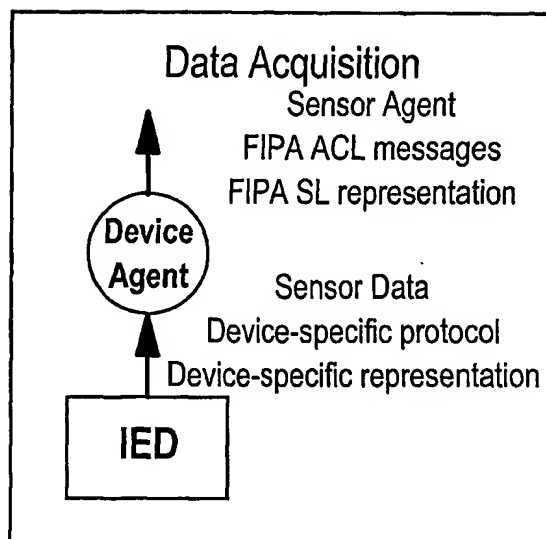 Data Acquisition
Sensor Agent
FIPA ACL messages
FIPA SL representation
Device
Agent
Sensor Data
Device-specific protocol
Device-specific representation
IED